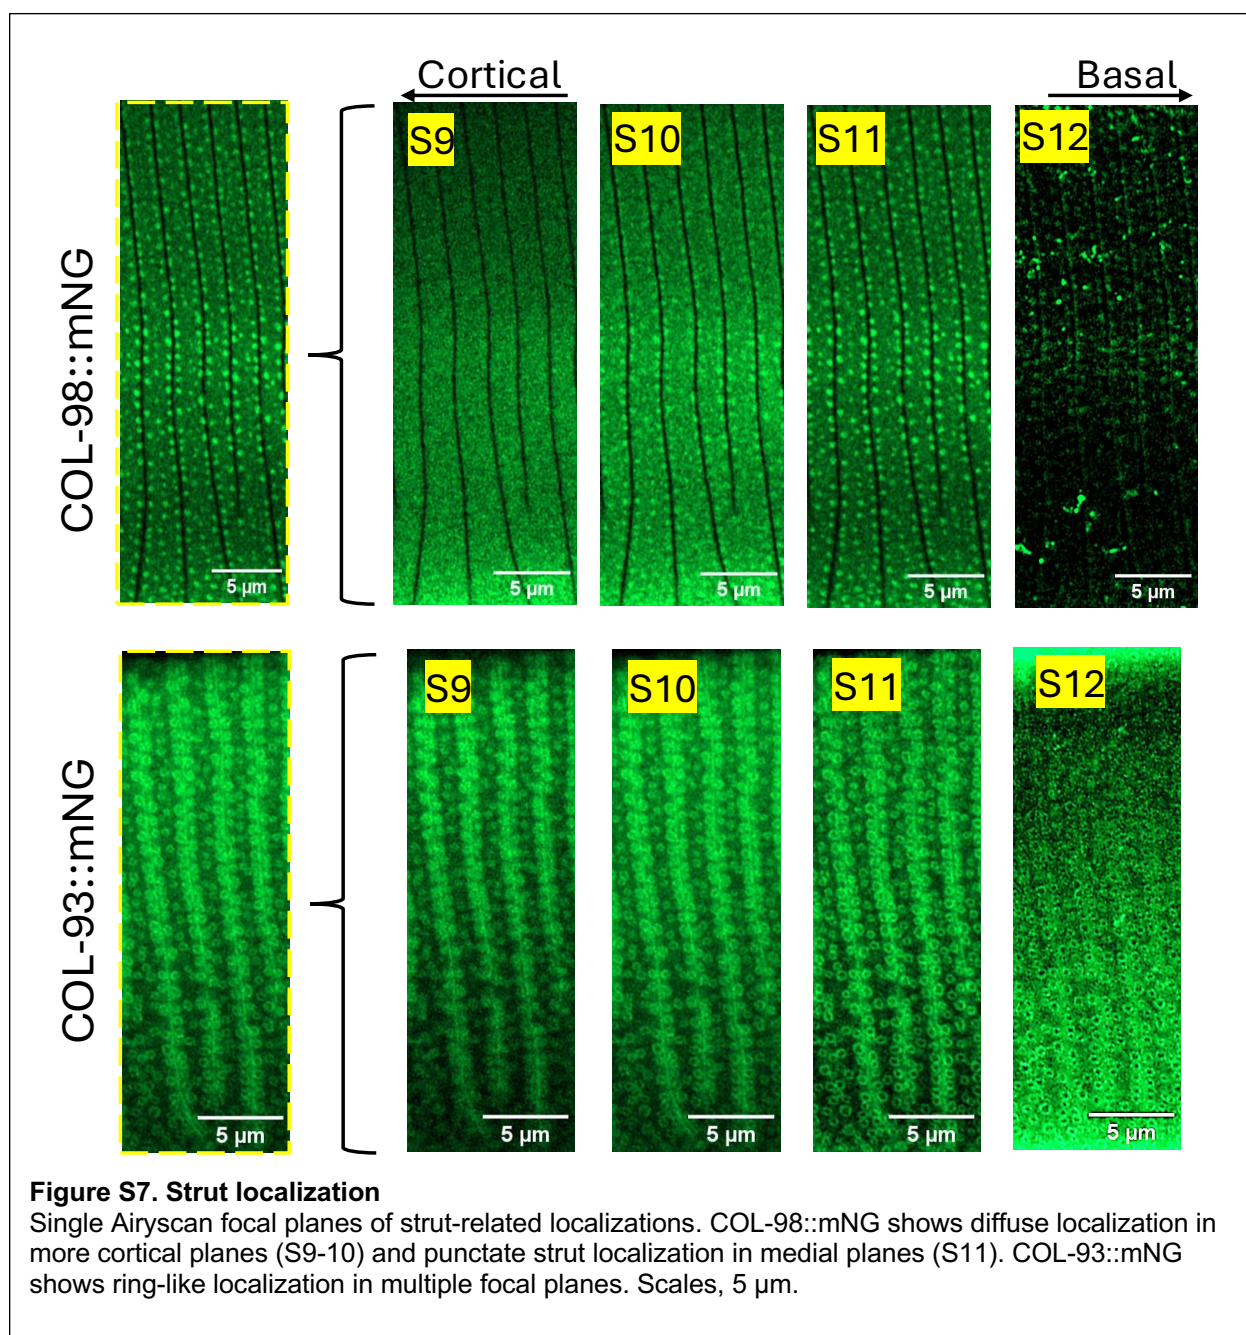 Cortical
Basal
COL-98::mNG
S9
S10
S11
S12
5 µm
5 µm
5 µm
5 µm
5 µm
COL-93::mNG
S9
S10
S11
S12
5 µm
5 µm
5 µm
5 µm
5 µm
Figure S7. Strut localization
Single Airyscan focal planes of strut-related localizations. COL-98::mNG shows diffuse localization in
more cortical planes (S9-10) and punctate strut localization in medial planes (S11). COL-93::mNG
shows ring-like localization in multiple focal planes. Scales, 5 µm.